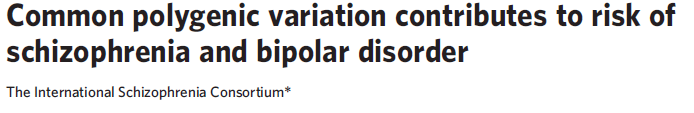 Common polygenic variation contributes to risk of
schizophrenia and bipolar disorder
The International Schizophrenia Consortium*